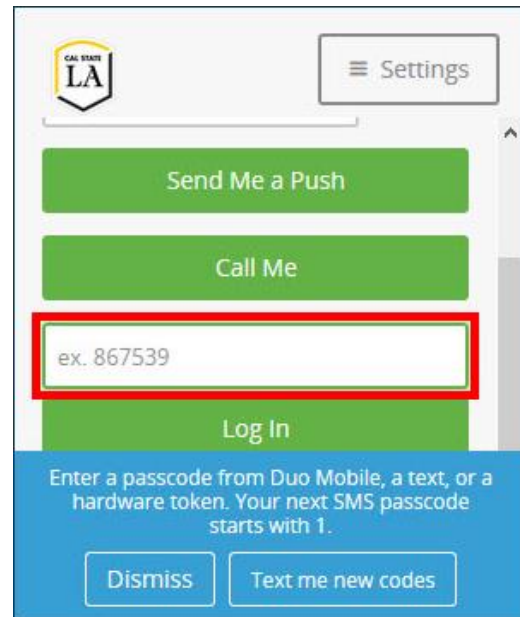 CAL STATE
LA
≡ Settings
Send Me a Push
Call Me
ex. 867539
Log In
Enter a passcode from Duo Mobile, a text, or a
hardware token. Your next SMS passcode
starts with 1.
Dismiss
Text me new codes